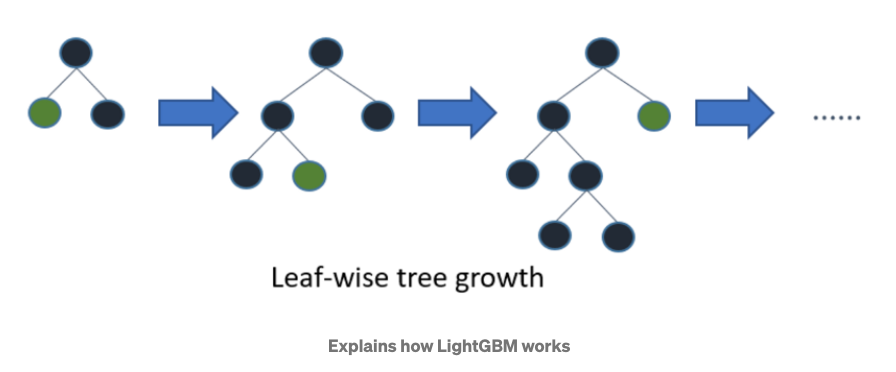 ......
Leaf-wise tree growth
Explains how LightGBM works